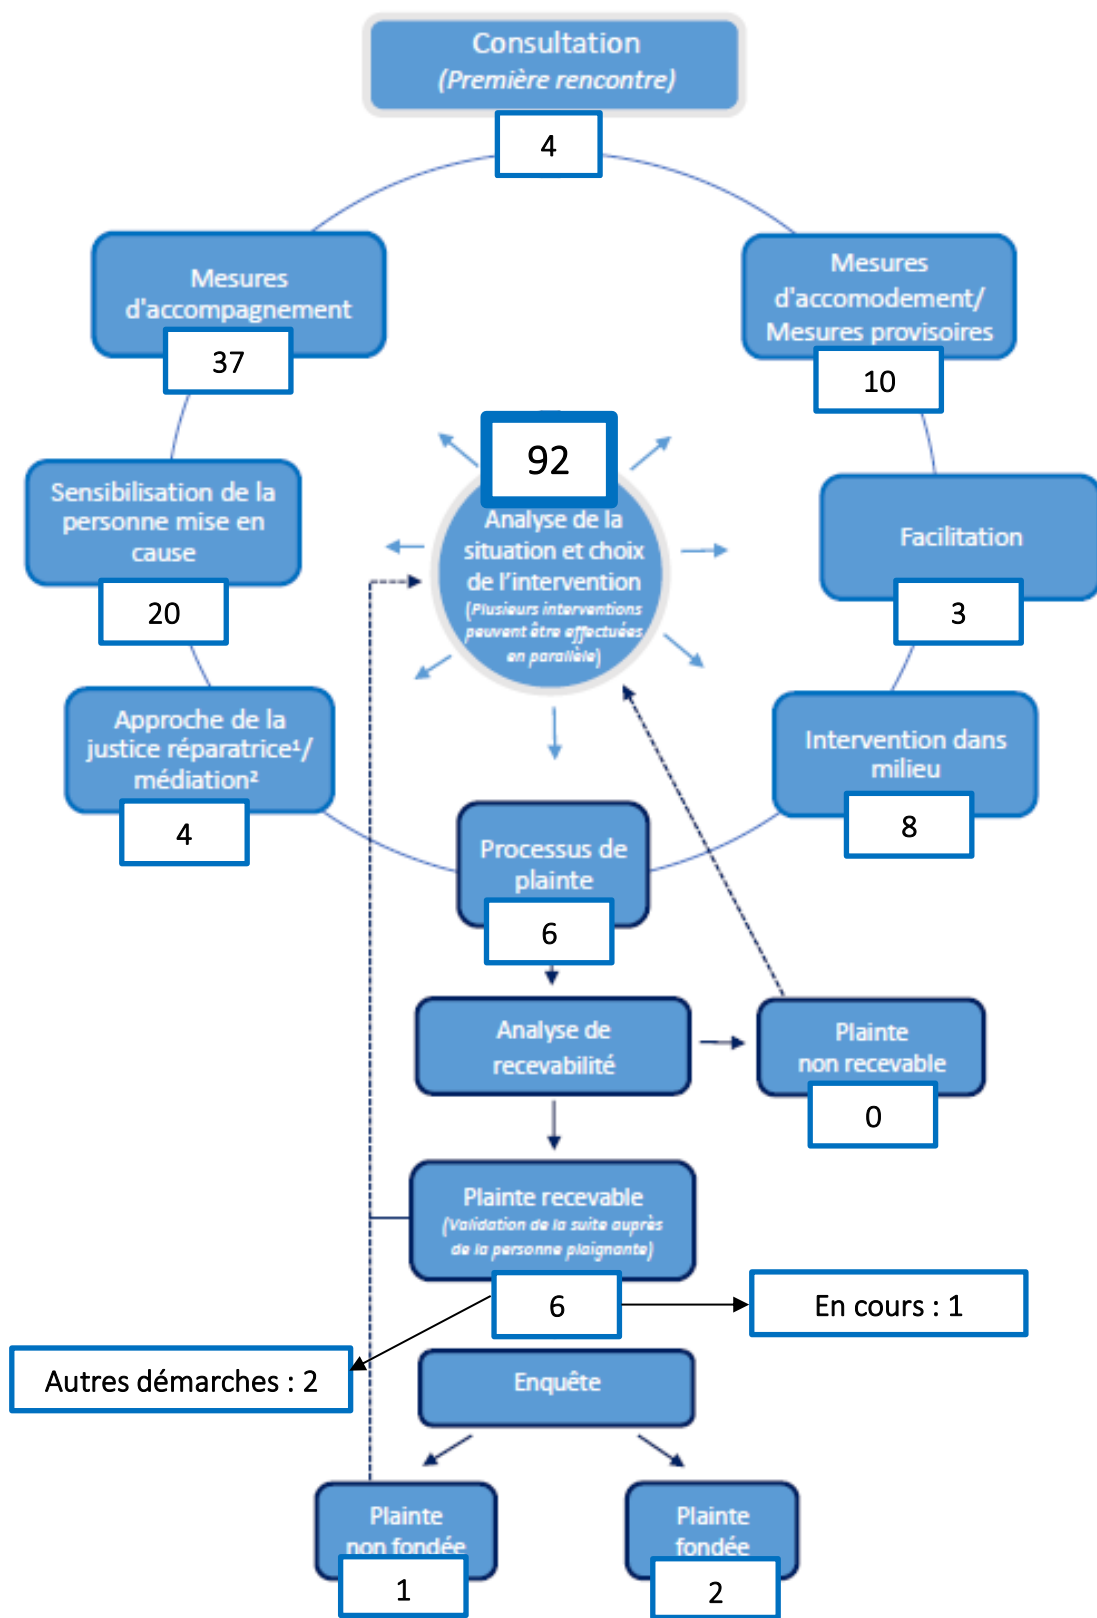 Consultation
(Première rencontre)
4
Mesures
d'accompagnement
37
Mesures
d'accomodement/
Mesures provisoires
10
92
Analyse de la
situation et choix
de l'intervention
(Plusieurs interventions
peuvent être effectuées
en parallèle)
Sensibilisation de la
personne mise en
cause
20
Facilitation
3
Approche de la
justice réparatrice¹/
médiation²
4
Intervention dans
milieu
8
Processus de
plainte
6
Analyse de
recevabilité
Plainte
non recevable
0
Plainte recevable
(Validation de la suite auprès
de la personne plaignante)
6
En cours : 1
Autres démarches : 2
Enquête
Plainte
non fondée
1
Plainte
fondée
2